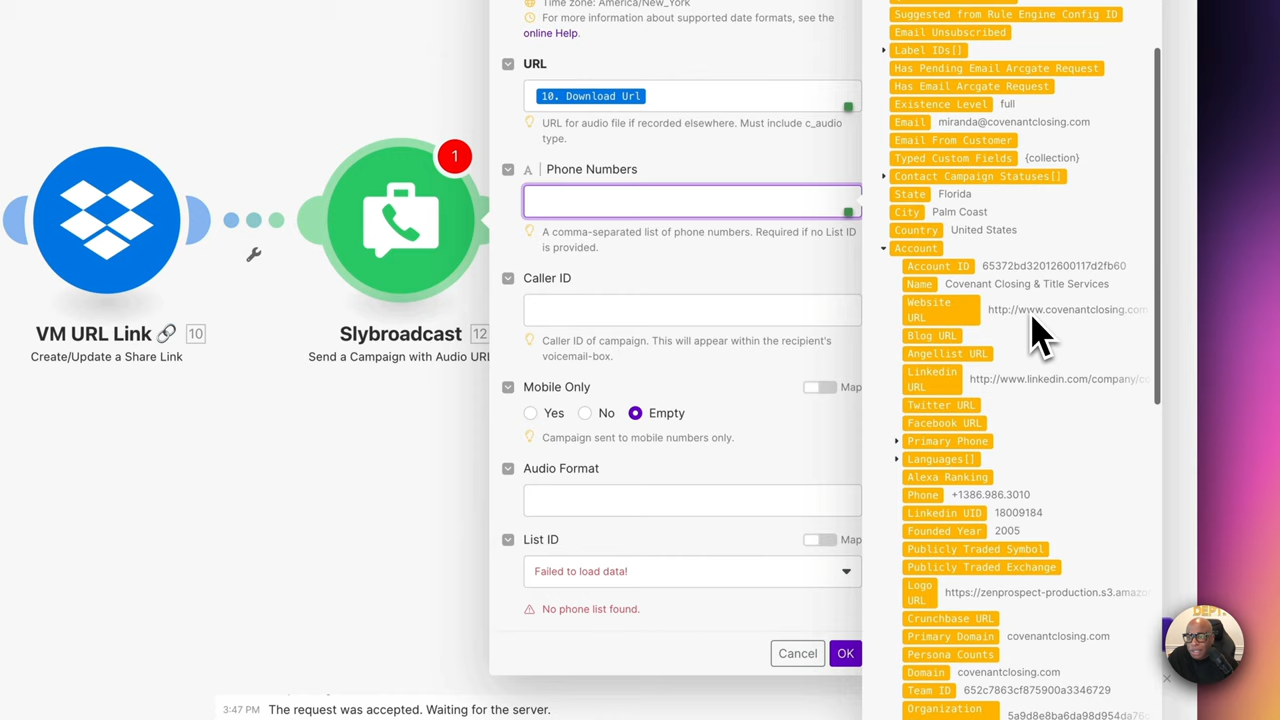 Time zone: America/New_York
For more information about supported date formats, see the
online Help.
URL
10. Download Url
URL for audio file if recorded elsewhere. Must include c_audio
type.
A Phone Numbers
A comma-separated list of phone numbers. Required if no List ID
is provided.
Caller ID
Caller ID of campaign. This will appear within the recipient's
voicemail-box.
Mobile Only
Map
Yes No Empty
Campaign sent to mobile numbers only.
Audio Format
List ID
Map
Failed to load data!
No phone list found.
Cancel OK
1
VM URL Link 10
Create/Update a Share Link
Slybroadcast 12
Send a Campaign with Audio URL
3:47 PM The request was accepted. Waiting for the server.
Suggested from Rule Engine Config ID
Email Unsubscribed
Label IDs[]
Has Pending Email Arcgate Request
Has Email Arcgate Request
Existence Level full
Email miranda@covenantclosing.com
Email From Customer
Typed Custom Fields {collection}
Contact Campaign Statuses[]
State Florida
City Palm Coast
Country United States
Account
Account ID 65372bd32012600117d2fb60
Name Covenant Closing & Title Services
Website
URL http://www.covenantclosing.com
Blog URL
Angellist URL
Linkedin
URL http://www.linkedin.com/company/co
Twitter URL
Facebook URL
Primary Phone
Languages[]
Alexa Ranking
Phone +1386.986.3010
Linkedin UID 18009184
Founded Year 2005
Publicly Traded Symbol
Publicly Traded Exchange
Logo
URL https://zenprospect-production.s3.amazo
Crunchbase URL
Primary Domain covenantclosing.com
Persona Counts
Domain covenantclosing.com
Team ID 652c7863cf875900a3346729
Organization 5a9d8e8ba6da98d954da76
DEPT.